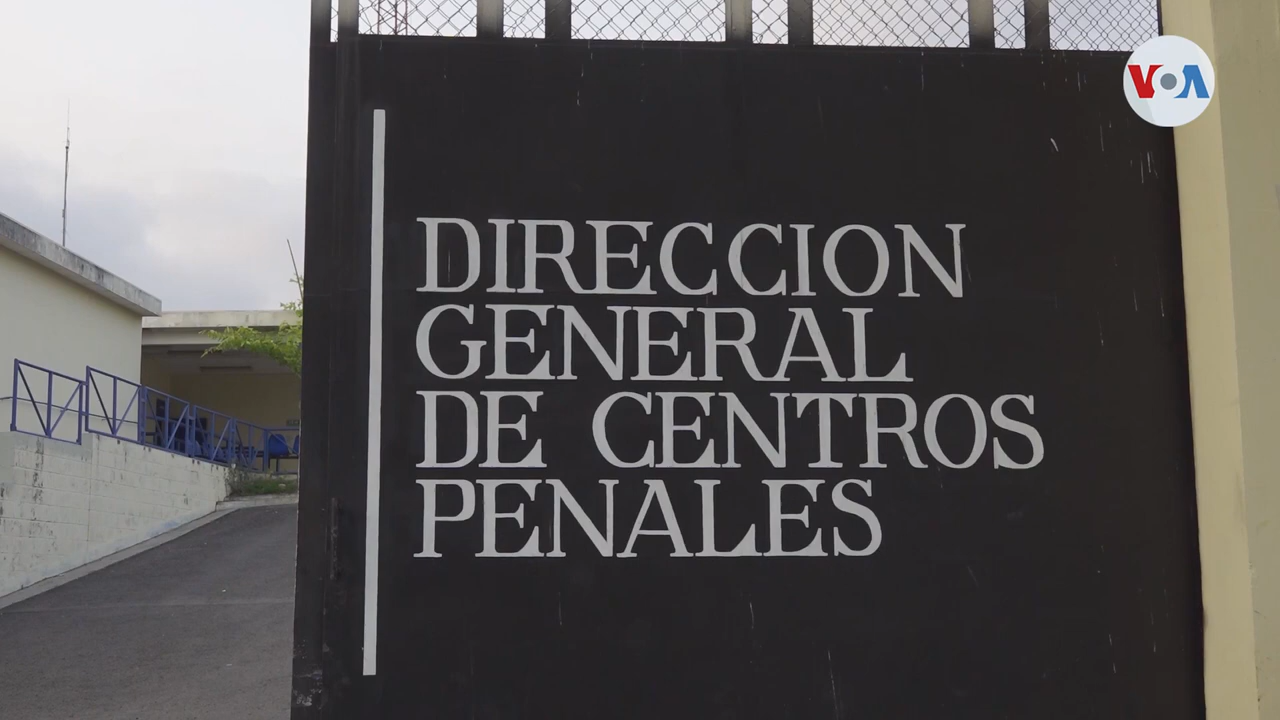 VOA
DIRECCION
GENERAL
DE CENTROS
PENALES